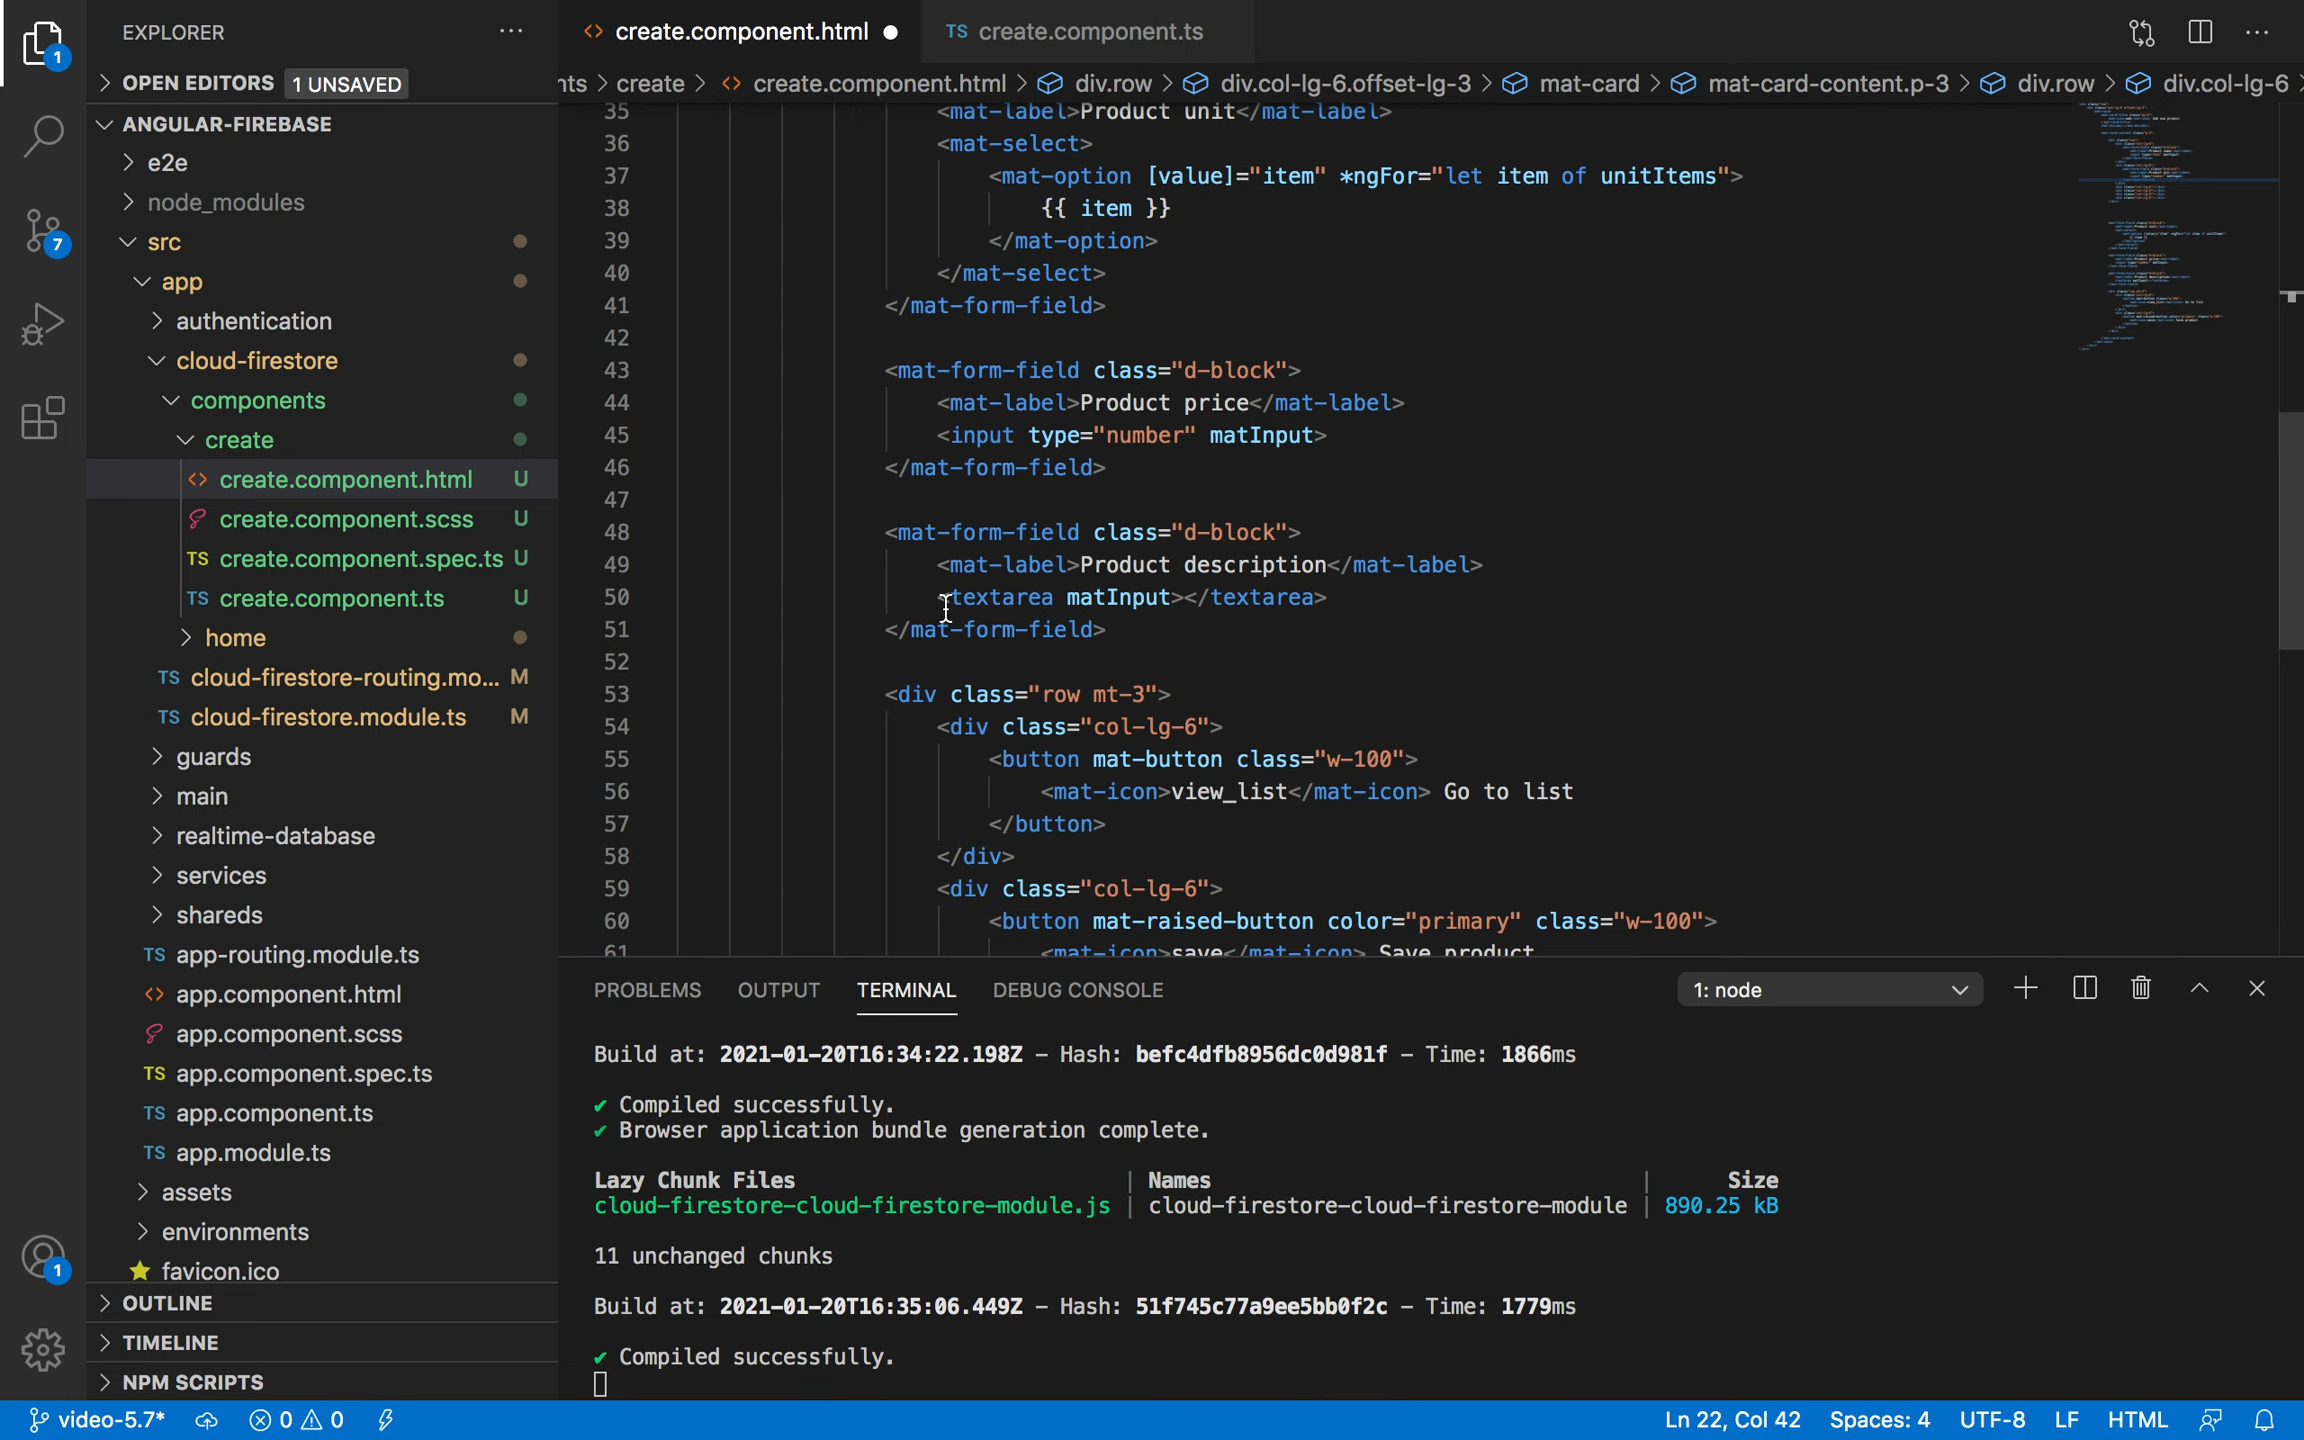 EXPLORER
OPEN EDITORS 1 UNSAVED
ANGULAR-FIREBASE
e2e
node_modules
src
app
authentication
cloud-firestore
components
create
create.component.html U
create.component.scss U
create.component.spec.ts U
create.component.ts U
home
cloud-firestore-routing.mo... M
cloud-firestore.module.ts M
guards
main
realtime-database
services
shareds
app-routing.module.ts
app.component.html
app.component.scss
app.component.spec.ts
app.component.ts
app.module.ts
assets
environments
favicon.ico
OUTLINE
TIMELINE
NPM SCRIPTS
1
7
1
create.component.html
TS create.component.ts
nts > create > create.component.html > div.row > div.col-lg-6.offset-lg-3 > mat-card > mat-card-content.p-3 > div.row > div.col-lg-6 >
35 <mat-label>Product unit</mat-label>
36 <mat-select>
37 <mat-option [value]="item" *ngFor="let item of unitItems">
38 {{ item }}
39 </mat-option>
40 </mat-select>
41 </mat-form-field>
42
43 <mat-form-field class="d-block">
44 <mat-label>Product price</mat-label>
45 <input type="number" matInput>
46 </mat-form-field>
47
48 <mat-form-field class="d-block">
49 <mat-label>Product description</mat-label>
50 <textarea matInput></textarea>
51 </mat-form-field>
52
53 <div class="row mt-3">
54 <div class="col-lg-6">
55 <button mat-button class="w-100">
56 <mat-icon>view_list</mat-icon> Go to list
57 </button>
58 </div>
59 <div class="col-lg-6">
60 <button mat-raised-button color="primary" class="w-100">
61 <mat-icon>save</mat-icon> Save product
PROBLEMS OUTPUT TERMINAL DEBUG CONSOLE 1: node
Build at: 2021-01-20T16:34:22.198Z - Hash: befc4dfb8956dc0d981f - Time: 1866ms
✔ Compiled successfully.
✔ Browser application bundle generation complete.
Lazy Chunk Files | Names | Size
cloud-firestore-cloud-firestore-module.js | cloud-firestore-cloud-firestore-module | 890.25 kB
11 unchanged chunks
Build at: 2021-01-20T16:35:06.449Z - Hash: 51f745c77a9ee5bb0f2c - Time: 1779ms
✔ Compiled successfully.
video-5.7* 0 0 Ln 22, Col 42 Spaces: 4 UTF-8 LF HTML